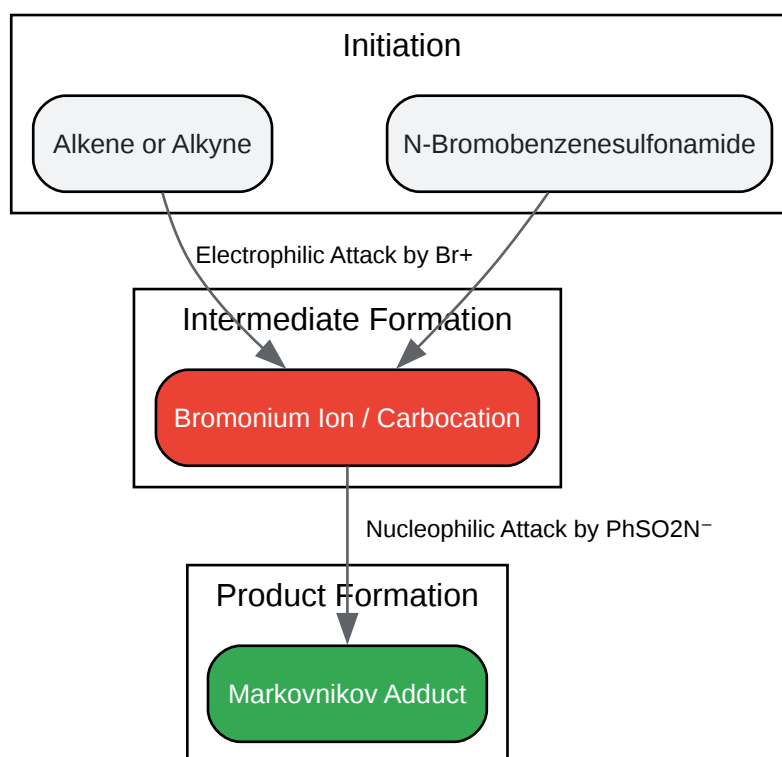 Initiation
Alkene or Alkyne
N-Bromobenzenesulfonamide
Electrophilic Attack by Br+
Intermediate Formation
Bromonium Ion / Carbocation
Nucleophilic Attack by PhSO2N⁻
Product Formation
Markovnikov Adduct